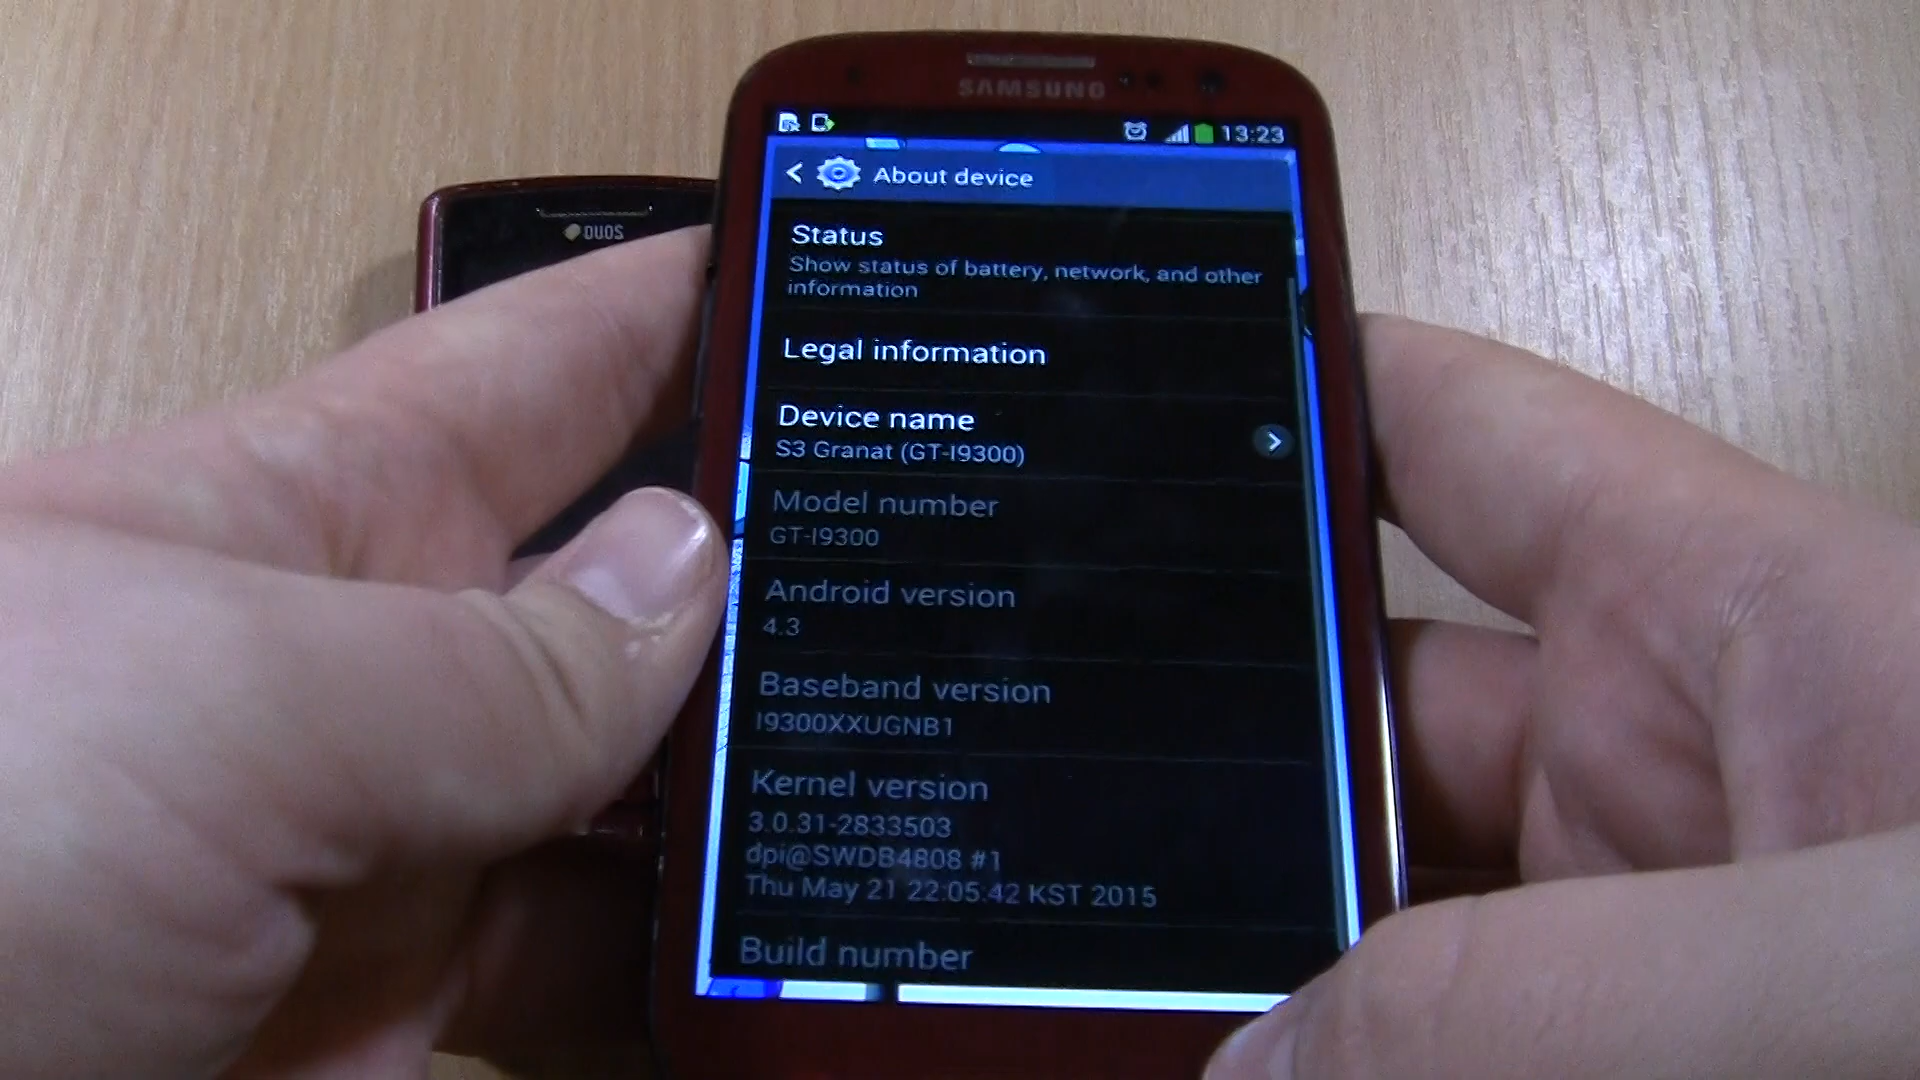 SAMSUNG
13:23
About device
DUOS
Status
Show status of battery, network, and other
information
Legal information
Device name
S3 Granat (GT-I9300)
Model number
GT-I9300
Android version
4.3
Baseband version
I9300XXUGNB1
Kernel version
3.0.31-2833503
dpi@SWDB4808 #1
Thu May 21 22:05:42 KST 2015
Build number